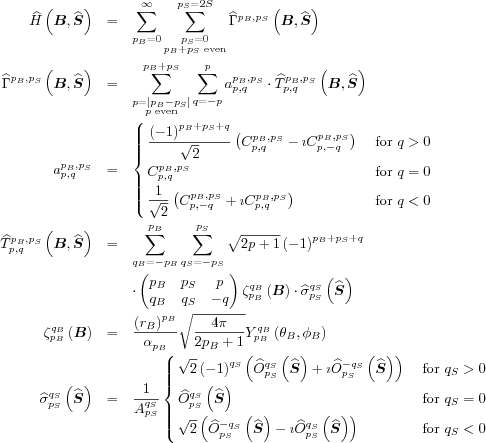 $\widehat{H}\left(\boldsymbol{B},\widehat{\boldsymbol{S}}\right) = \sum_{p_B=0}^{\infty} \sum_{\substack{p_S=0 \\ p_B+p_S \text{ even}}}^{p_S=2S} \widehat{\Gamma}^{p_B,p_S}\left(\boldsymbol{B},\widehat{\boldsymbol{S}}\right)$
$\widehat{\Gamma}^{p_B,p_S}\left(\boldsymbol{B},\widehat{\boldsymbol{S}}\right) = \sum_{\substack{p=|p_B-p_S| \\ p \text{ even}}}^{p_B+p_S} \sum_{q=-p}^{p} a_{p,q}^{p_B,p_S} \cdot \widehat{T}_{p,q}^{p_B,p_S}\left(\boldsymbol{B},\widehat{\boldsymbol{S}}\right)$
$a_{p,q}^{p_B,p_S} = \begin{cases} \frac{(-1)^{p_B+p_S+q}}{\sqrt{2}} \left(C_{p,q}^{p_B,p_S} - \imath C_{p,-q}^{p_B,p_S}\right) & \text{for } q > 0 \\ C_{p,q}^{p_B,p_S} & \text{for } q = 0 \\ \frac{1}{\sqrt{2}} \left(C_{p,-q}^{p_B,p_S} + \imath C_{p,q}^{p_B,p_S}\right) & \text{for } q < 0 \end{cases}$
$\widehat{T}_{p,q}^{p_B,p_S}\left(\boldsymbol{B},\widehat{\boldsymbol{S}}\right) = \sum_{q_B=-p_B}^{p_B} \sum_{q_S=-p_S}^{p_S} \sqrt{2p+1}\,(-1)^{p_B+p_S+q}$
$\cdot \begin{pmatrix} p_B & p_S & p \\ q_B & q_S & -q \end{pmatrix} \zeta_{p_B}^{q_B}(\boldsymbol{B}) \cdot \widehat{\sigma}_{p_S}^{q_S}\left(\widehat{\boldsymbol{S}}\right)$
$\zeta_{p_B}^{q_B}(\boldsymbol{B}) = \frac{(r_B)^{p_B}}{\alpha_{p_B}} \sqrt{\frac{4\pi}{2p_B+1}} Y_{p_B}^{q_B}(\theta_B,\phi_B)$
$\widehat{\sigma}_{p_S}^{q_S}\left(\widehat{\boldsymbol{S}}\right) = \frac{1}{A_{p_S}^{q_S}} \begin{cases} \sqrt{2}\,(-1)^{q_S} \left(\widehat{O}_{p_S}^{q_S}\left(\widehat{\boldsymbol{S}}\right) + \imath \widehat{O}_{p_S}^{-q_S}\left(\widehat{\boldsymbol{S}}\right)\right) & \text{for } q_S > 0 \\ \widehat{O}_{p_S}^{q_S}\left(\widehat{\boldsymbol{S}}\right) & \text{for } q_S = 0 \\ \sqrt{2} \left(\widehat{O}_{p_S}^{-q_S}\left(\widehat{\boldsymbol{S}}\right) - \imath \widehat{O}_{p_S}^{q_S}\left(\widehat{\boldsymbol{S}}\right)\right) & \text{for } q_S < 0 \end{cases}$